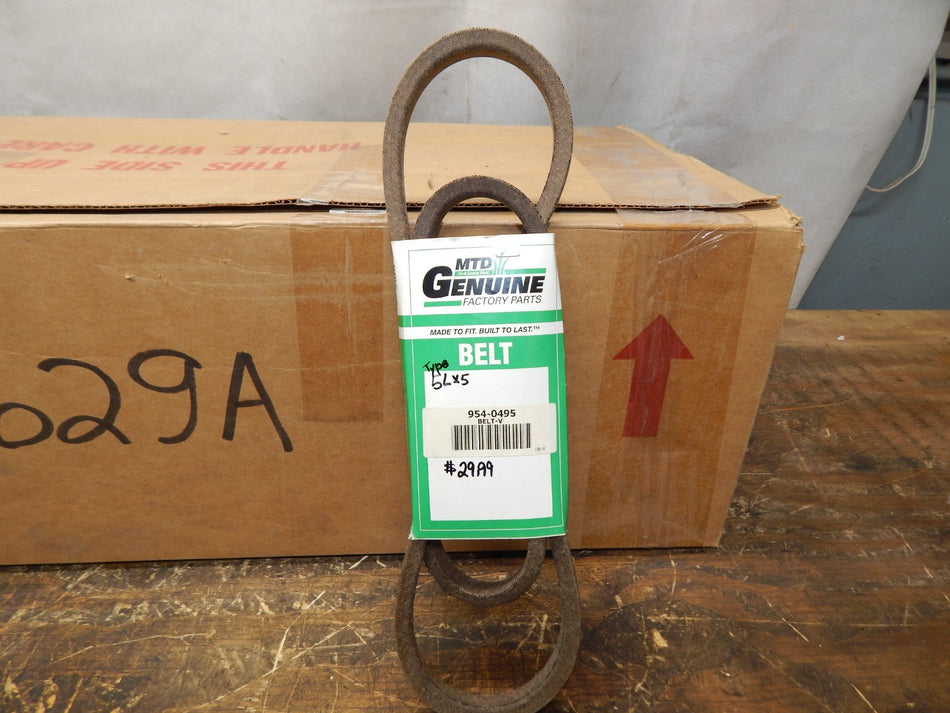 THIS SIDE UP
HANDLE WITH CARE
629A
MTD
GENUINE
FACTORY PARTS
MADE TO FIT. BUILT TO LAST.™
BELT
Type
5LX5
954-0495
BELT-V
#29A9